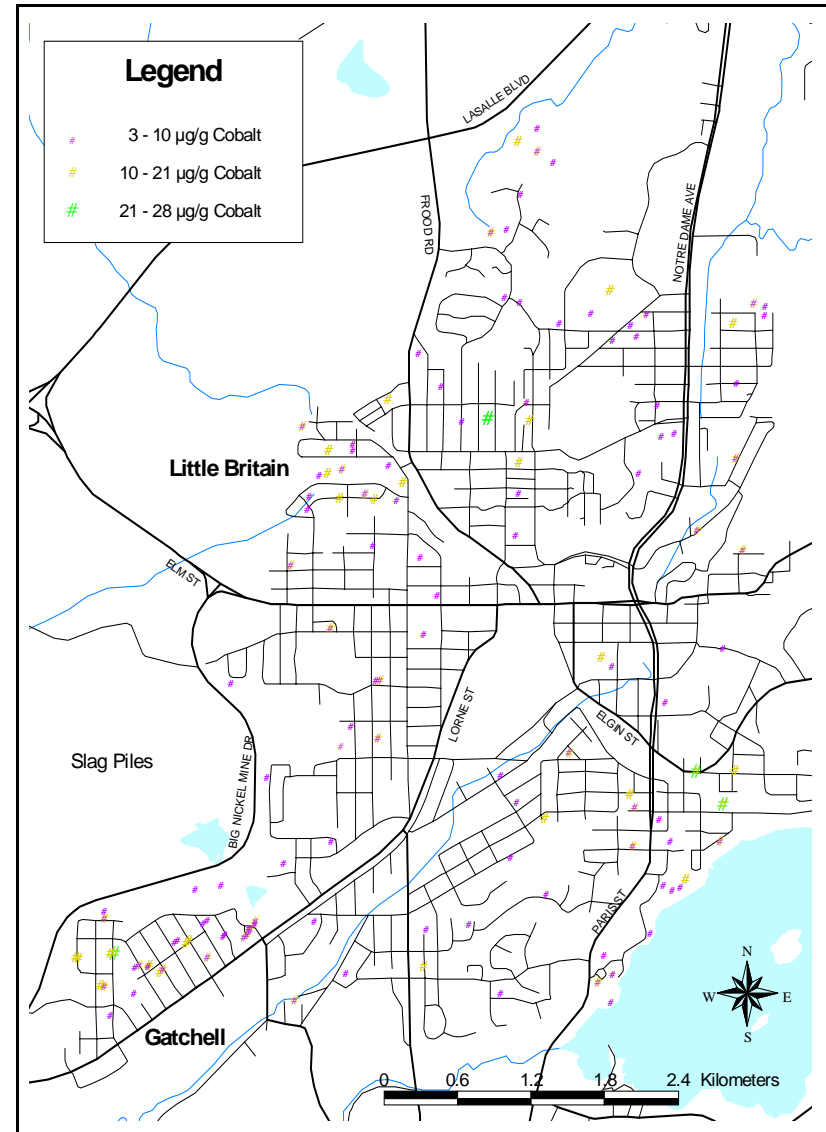 Legend
# 3 - 10 µg/g Cobalt
# 10 - 21 µg/g Cobalt
# 21 - 28 µg/g Cobalt
LASALLE BLVD
FROOD RD
NOTRE DAME AVE
Little Britain
ELM ST
LORNE ST
ELGIN ST
Slag Piles
BIG NICKEL MINE DR
PARIS ST
N
W E
S
Gatchell
0 0.6 1.2 1.8 2.4 Kilometers